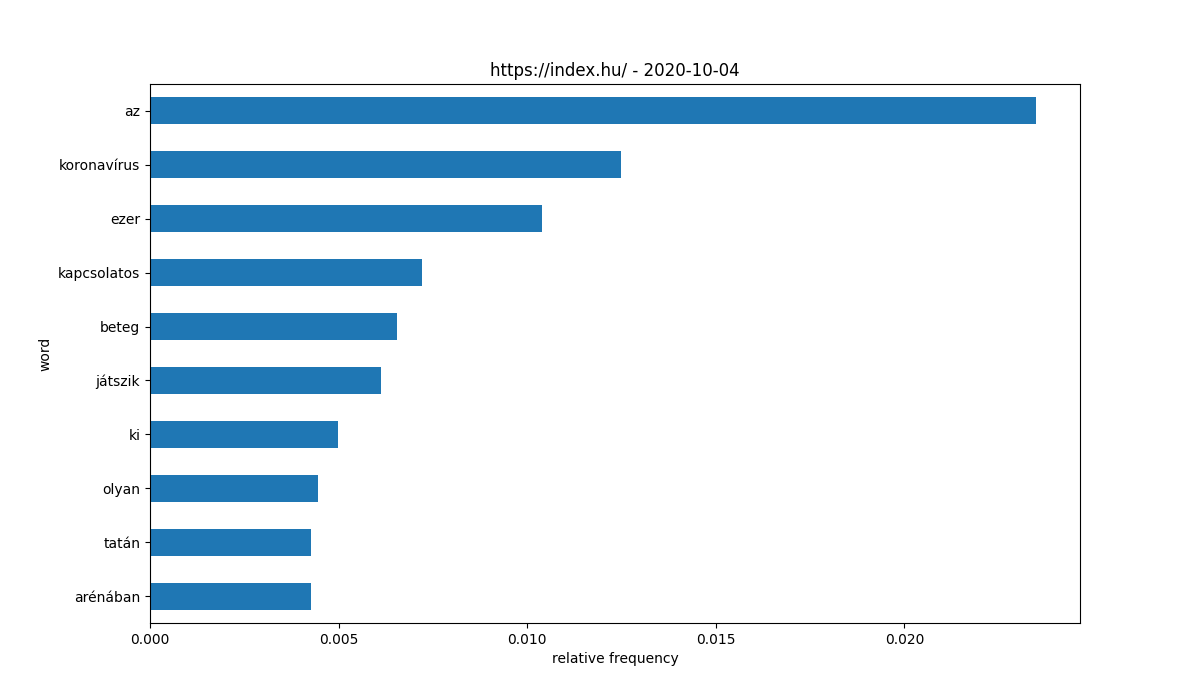 https://index.hu/ - 2020-10-04
az
koronavírus
ezer
kapcsolatos
beteg
játszik
ki
olyan
tatán
arénában
word
0.000 0.005 0.010 0.015 0.020
relative frequency